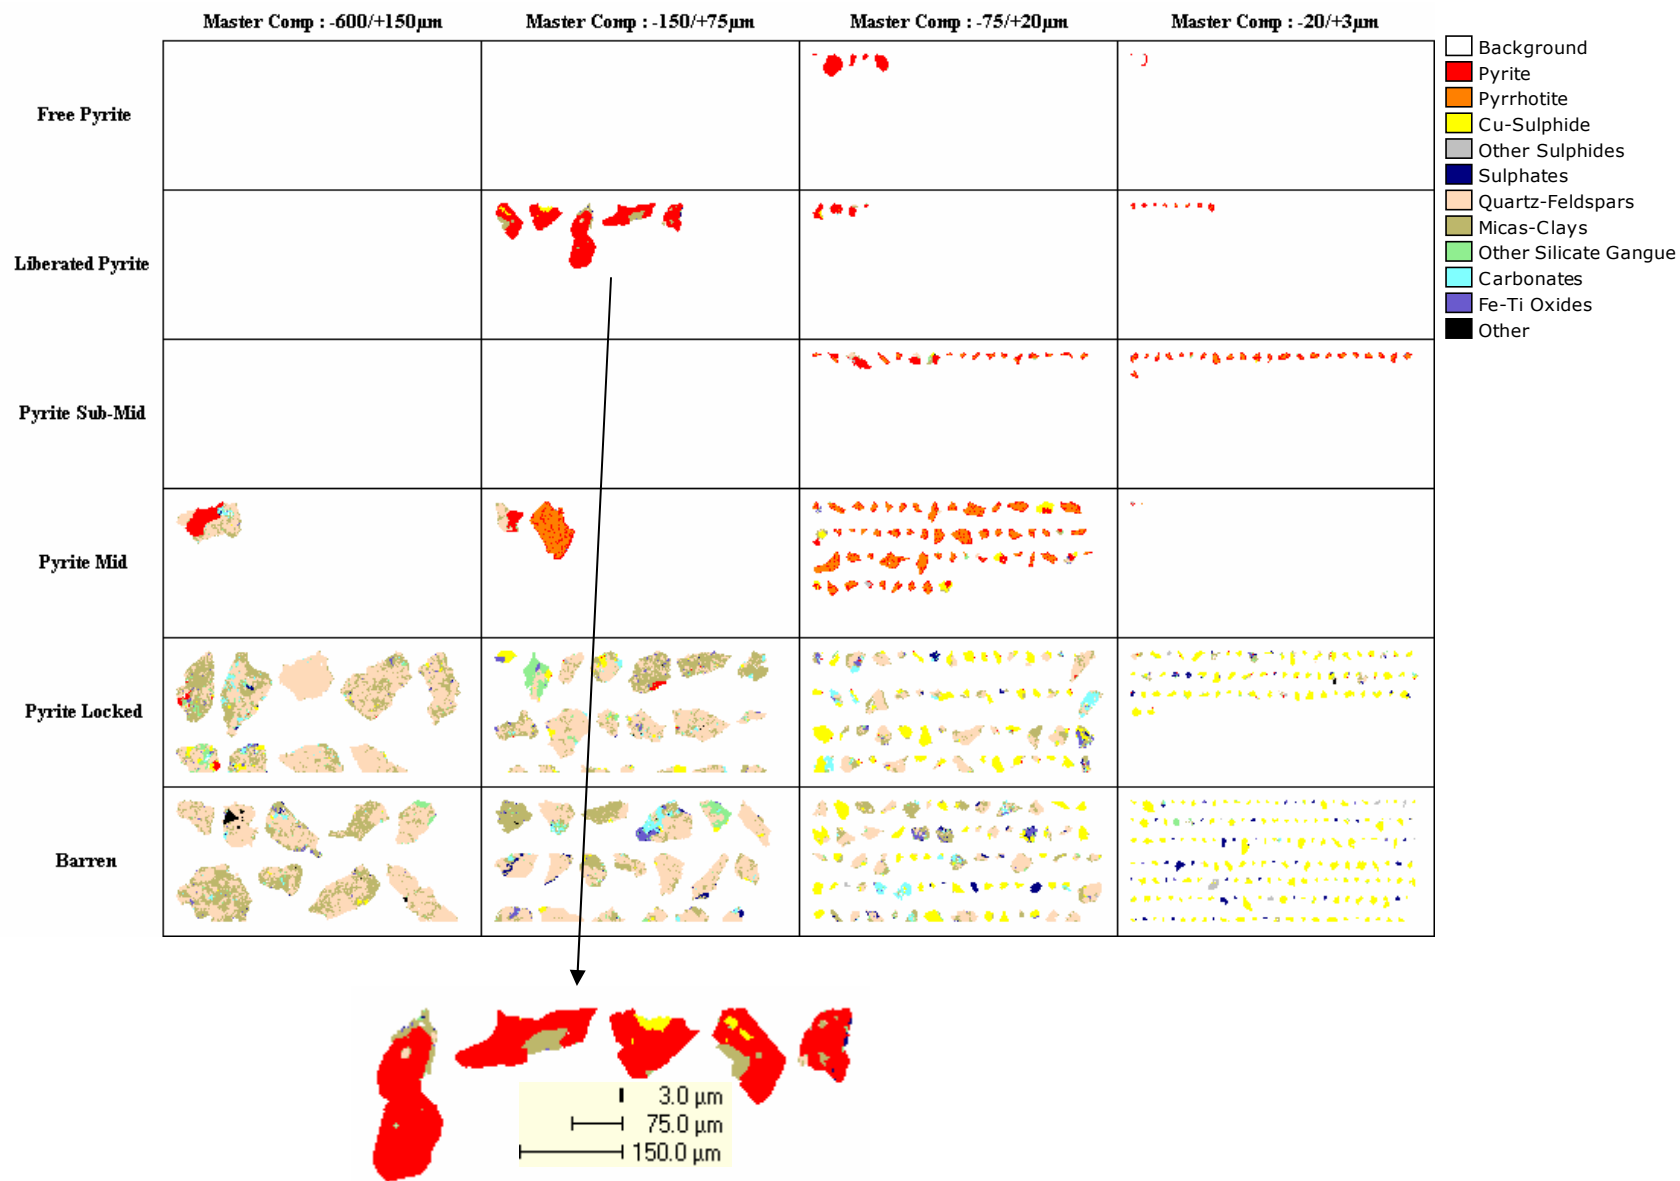 Master Comp : -600/+150µm
Master Comp : -150/+75µm
Master Comp : -75/+20µm
Master Comp : -20/+3µm
Free Pyrite
Liberated Pyrite
Pyrite Sub-Mid
Pyrite Mid
Pyrite Locked
Barren
Background
Pyrite
Pyrrhotite
Cu-Sulphide
Other Sulphides
Sulphates
Quartz-Feldspars
Micas-Clays
Other Silicate Gangue
Carbonates
Fe-Ti Oxides
Other
3.0 µm
75.0 µm
150.0 µm